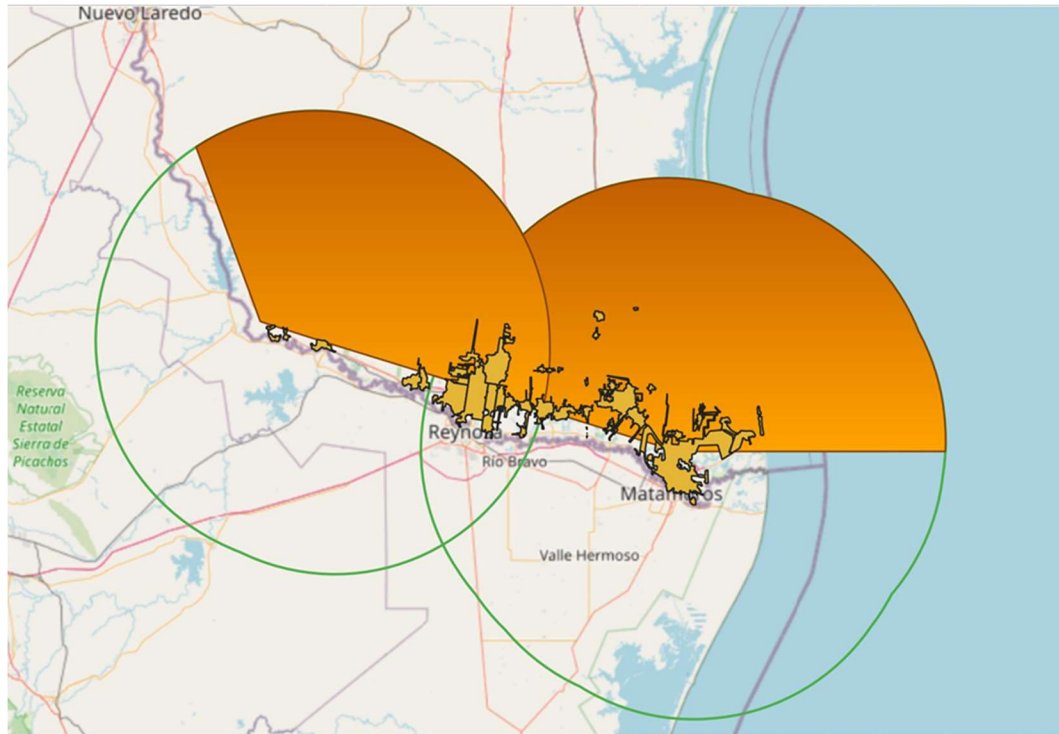 Nuevo Laredo
Reserva
Natural
Estatal
Sierra de
Picachos
Reynosa
Río Bravo
Matamoros
Valle Hermoso